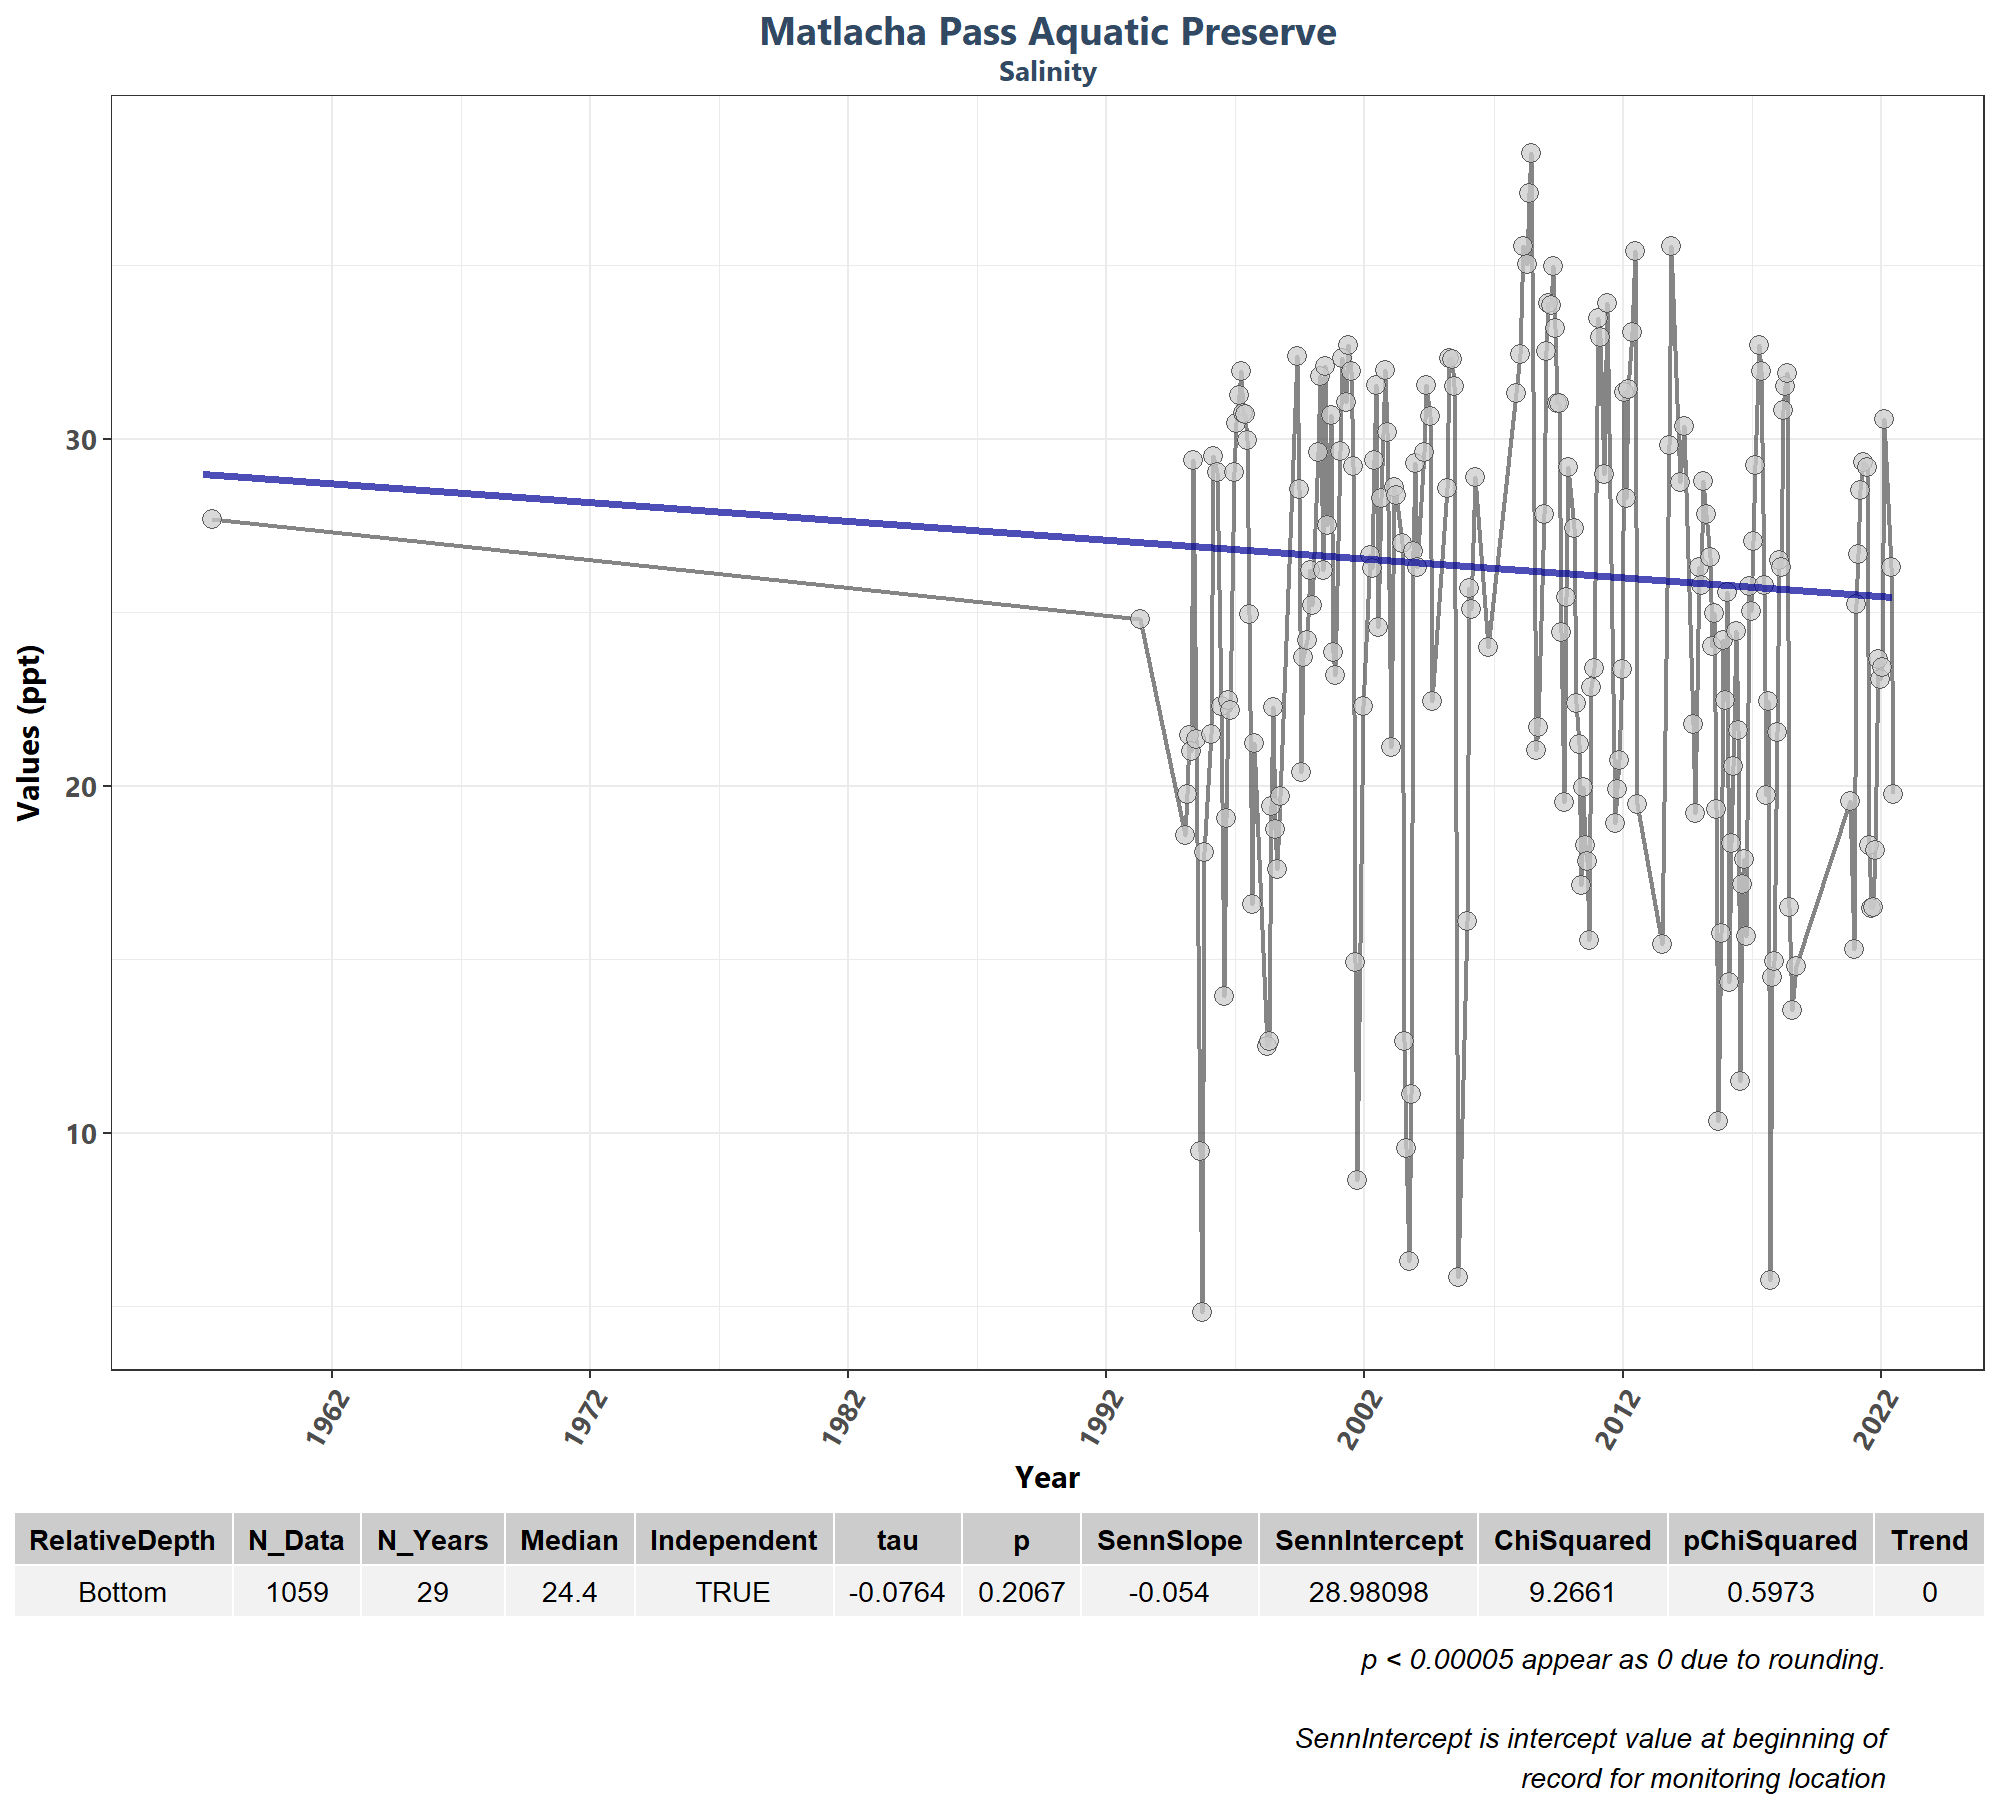 Matlacha Pass Aquatic Preserve
Salinity
Values (ppt)
30
20
10
1962 1972 1982 1992 2002 2012 2022
Year
RelativeDepth N_Data N_Years Median Independent tau p SennSlope SennIntercept ChiSquared pChiSquared Trend
Bottom 1059 29 24.4 TRUE -0.0764 0.2067 -0.054 28.98098 9.2661 0.5973 0
p < 0.00005 appear as 0 due to rounding.
SennIntercept is intercept value at beginning of
record for monitoring location